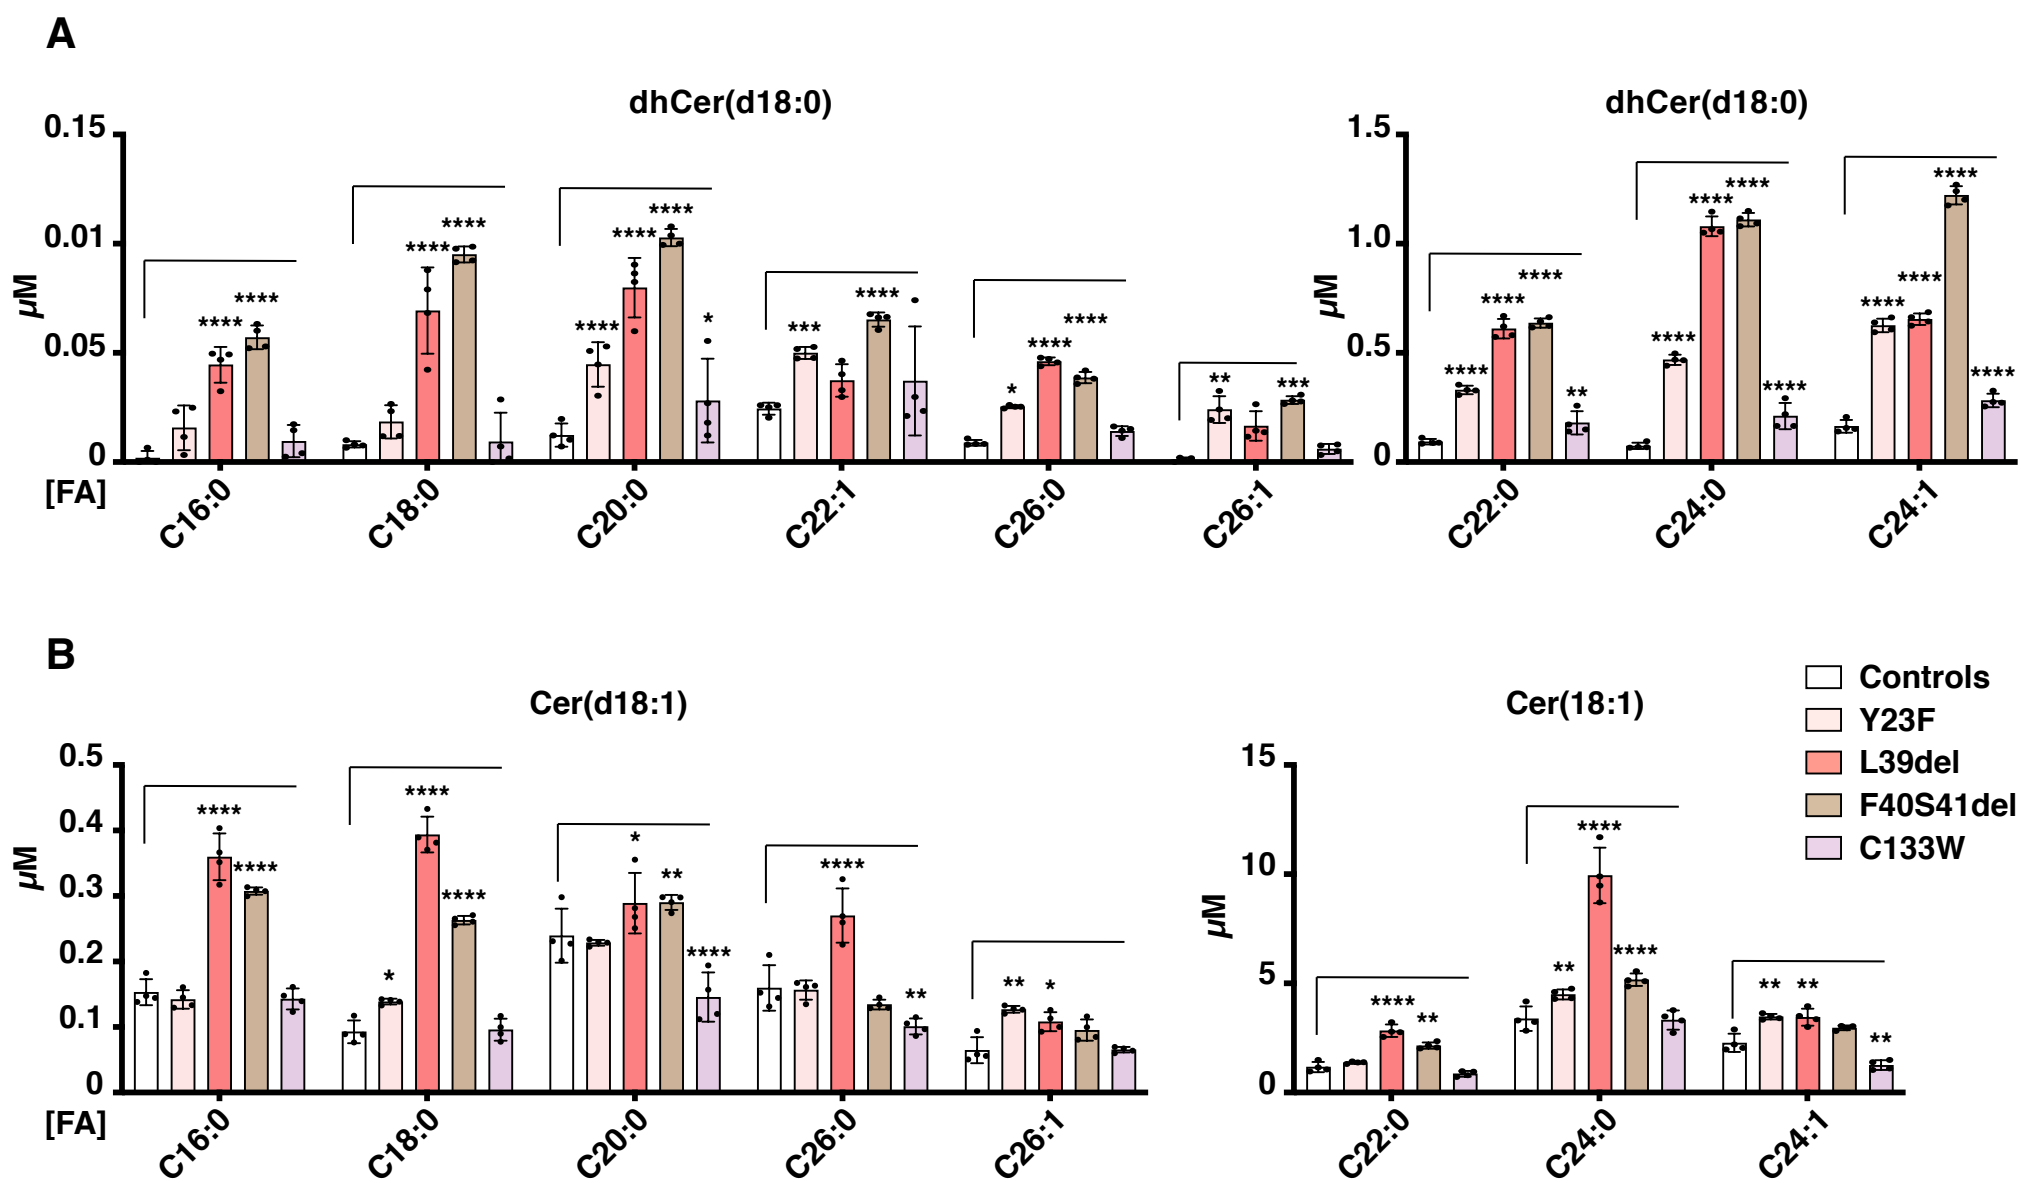 A
dhCer(d18:0)
dhCer(d18:0)
0.15
0.01
0.05
0
µM
**** ****
**** ****
**** **** **** *
*** ****
* **** ****
** ***
[FA]
C16:0 C18:0 C20:0 C22:1 C26:0 C26:1
1.5
1.0
0.5
0
µM
**** **** **** **
**** **** **** ****
**** **** **** ****
C22:0 C24:0 C24:1
B
Cer(d18:1)
Cer(18:1)
0.5
0.4
0.3
0.2
0.1
0
µM
**** ****
* **** ****
* ** ****
**** **
** *
[FA]
C16:0 C18:0 C20:0 C26:0 C26:1
15
10
5
0
µM
**** **
** **** ****
** ** **
C22:0 C24:0 C24:1
Controls
Y23F
L39del
F40S41del
C133W